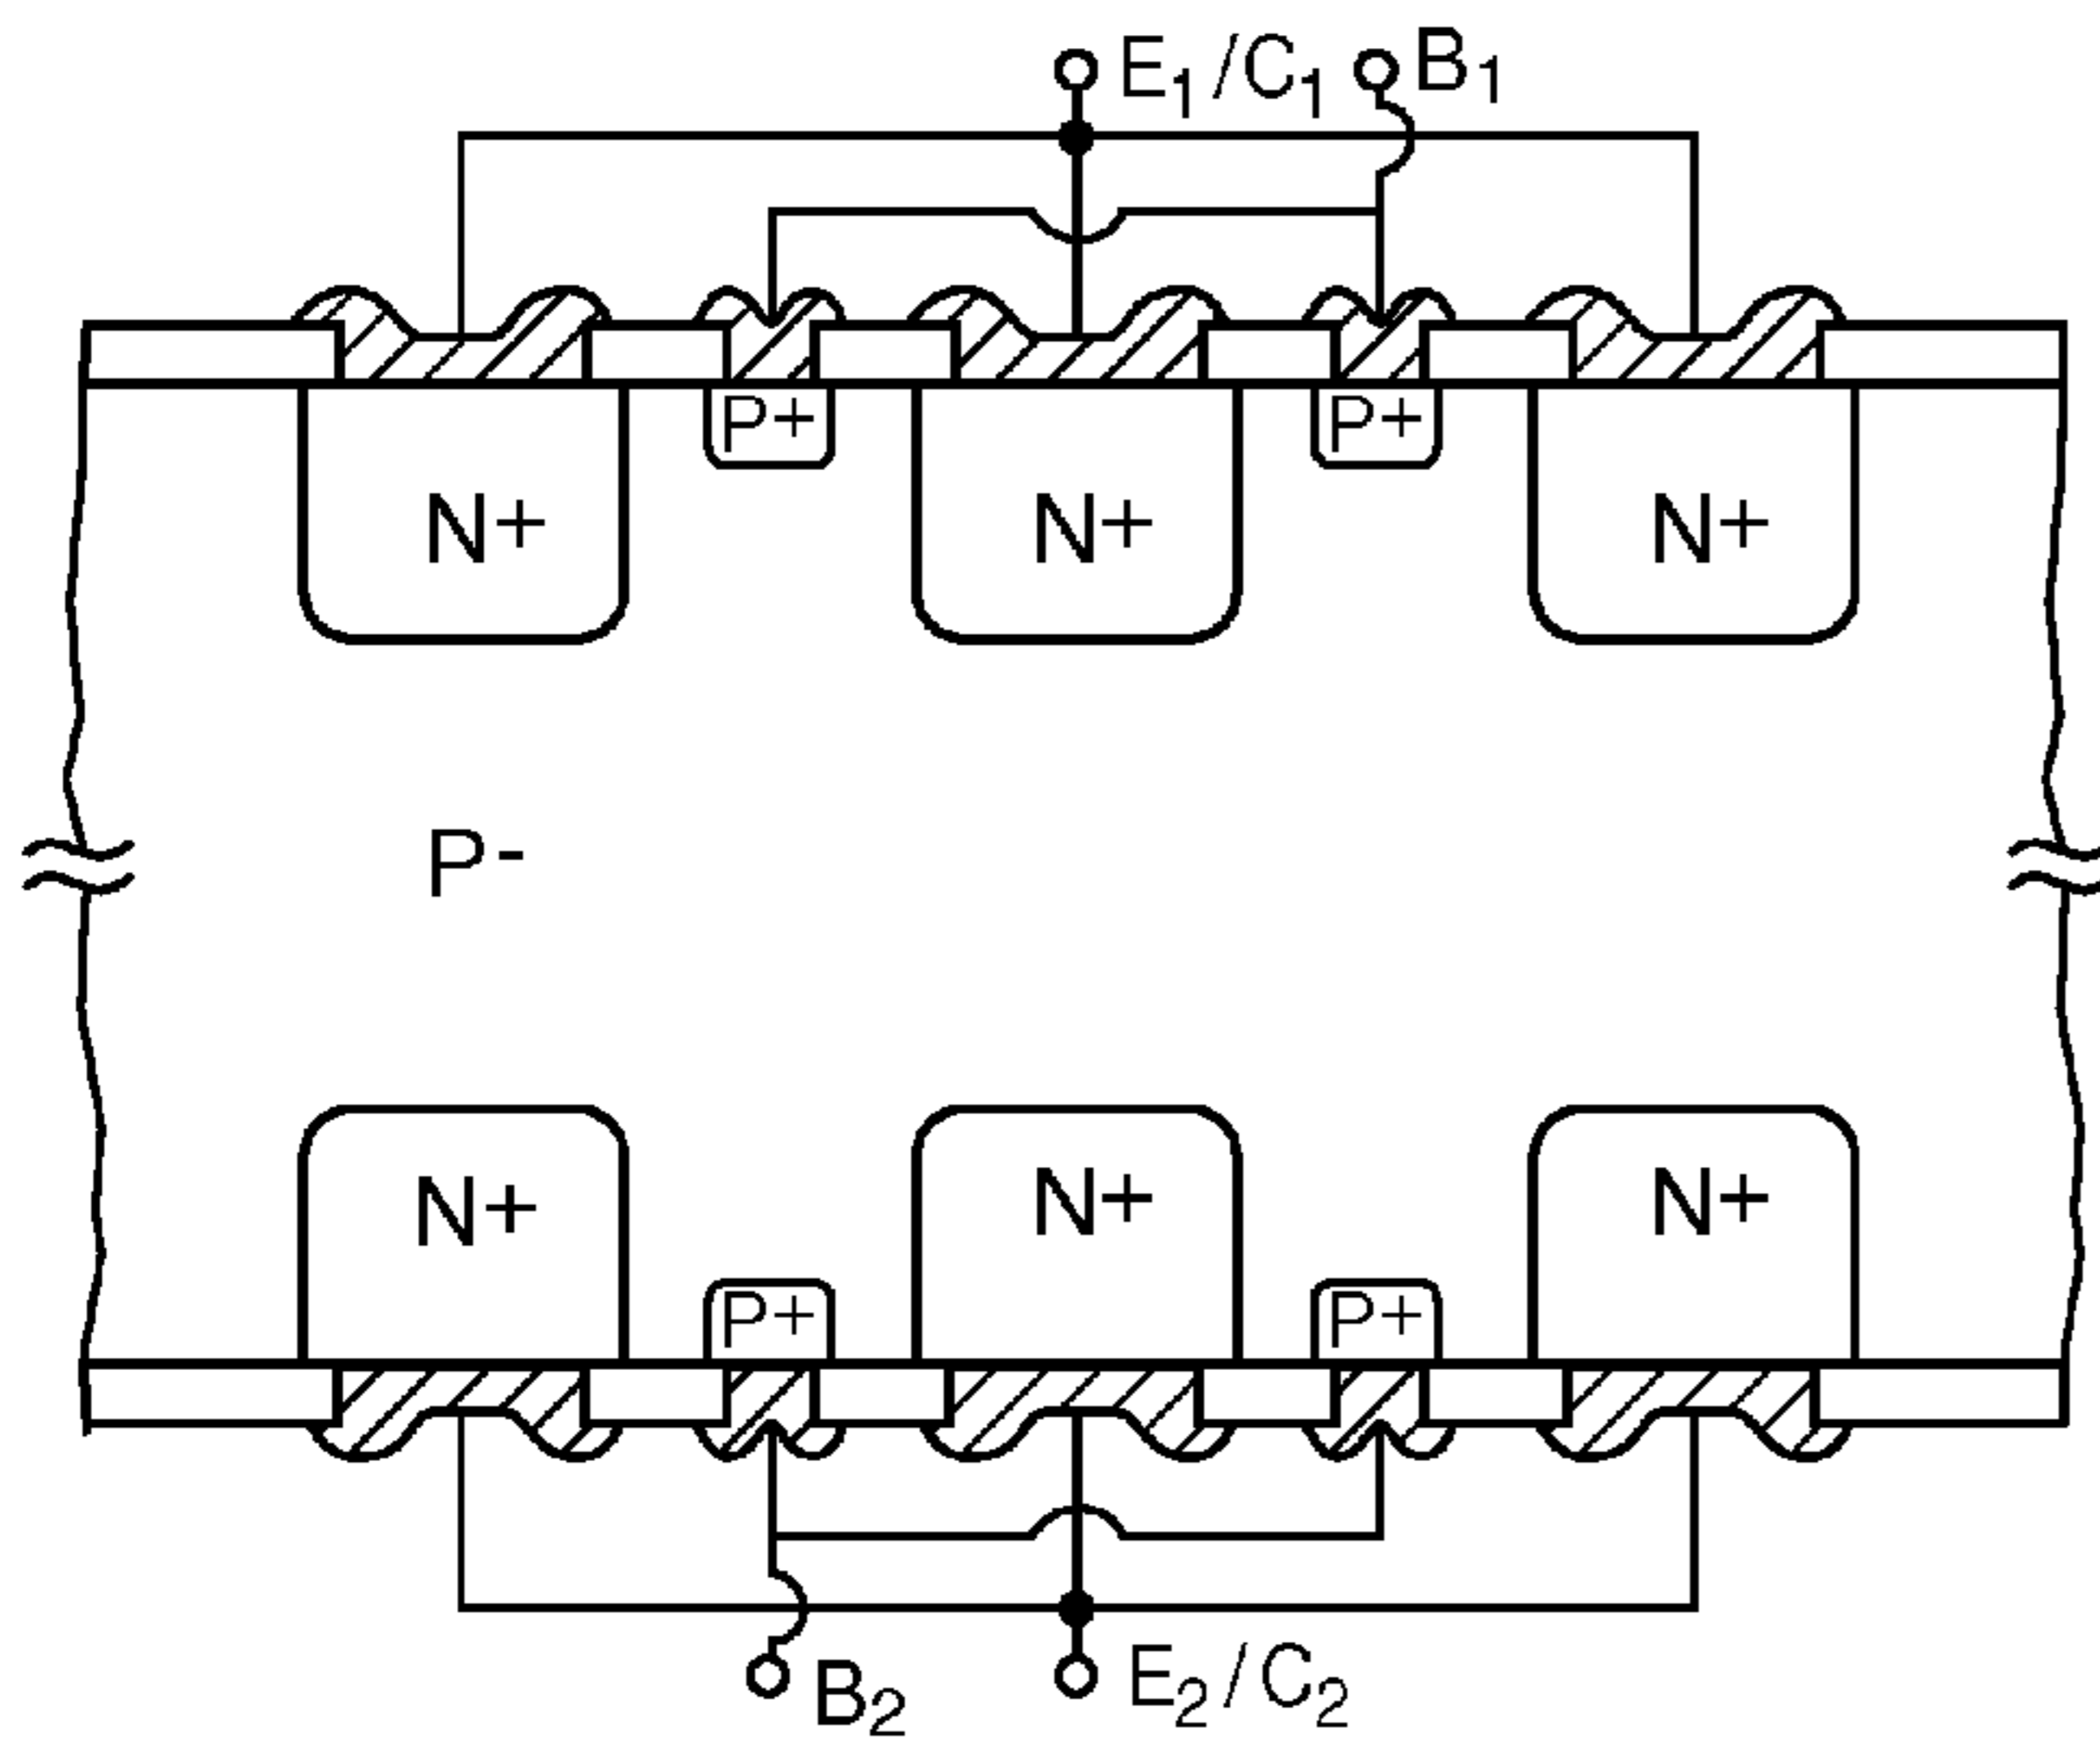 E1/C1 B1
P+ P+
N+ N+ N+
P-
N+ N+ N+
P+ P+
B2 E2/C2